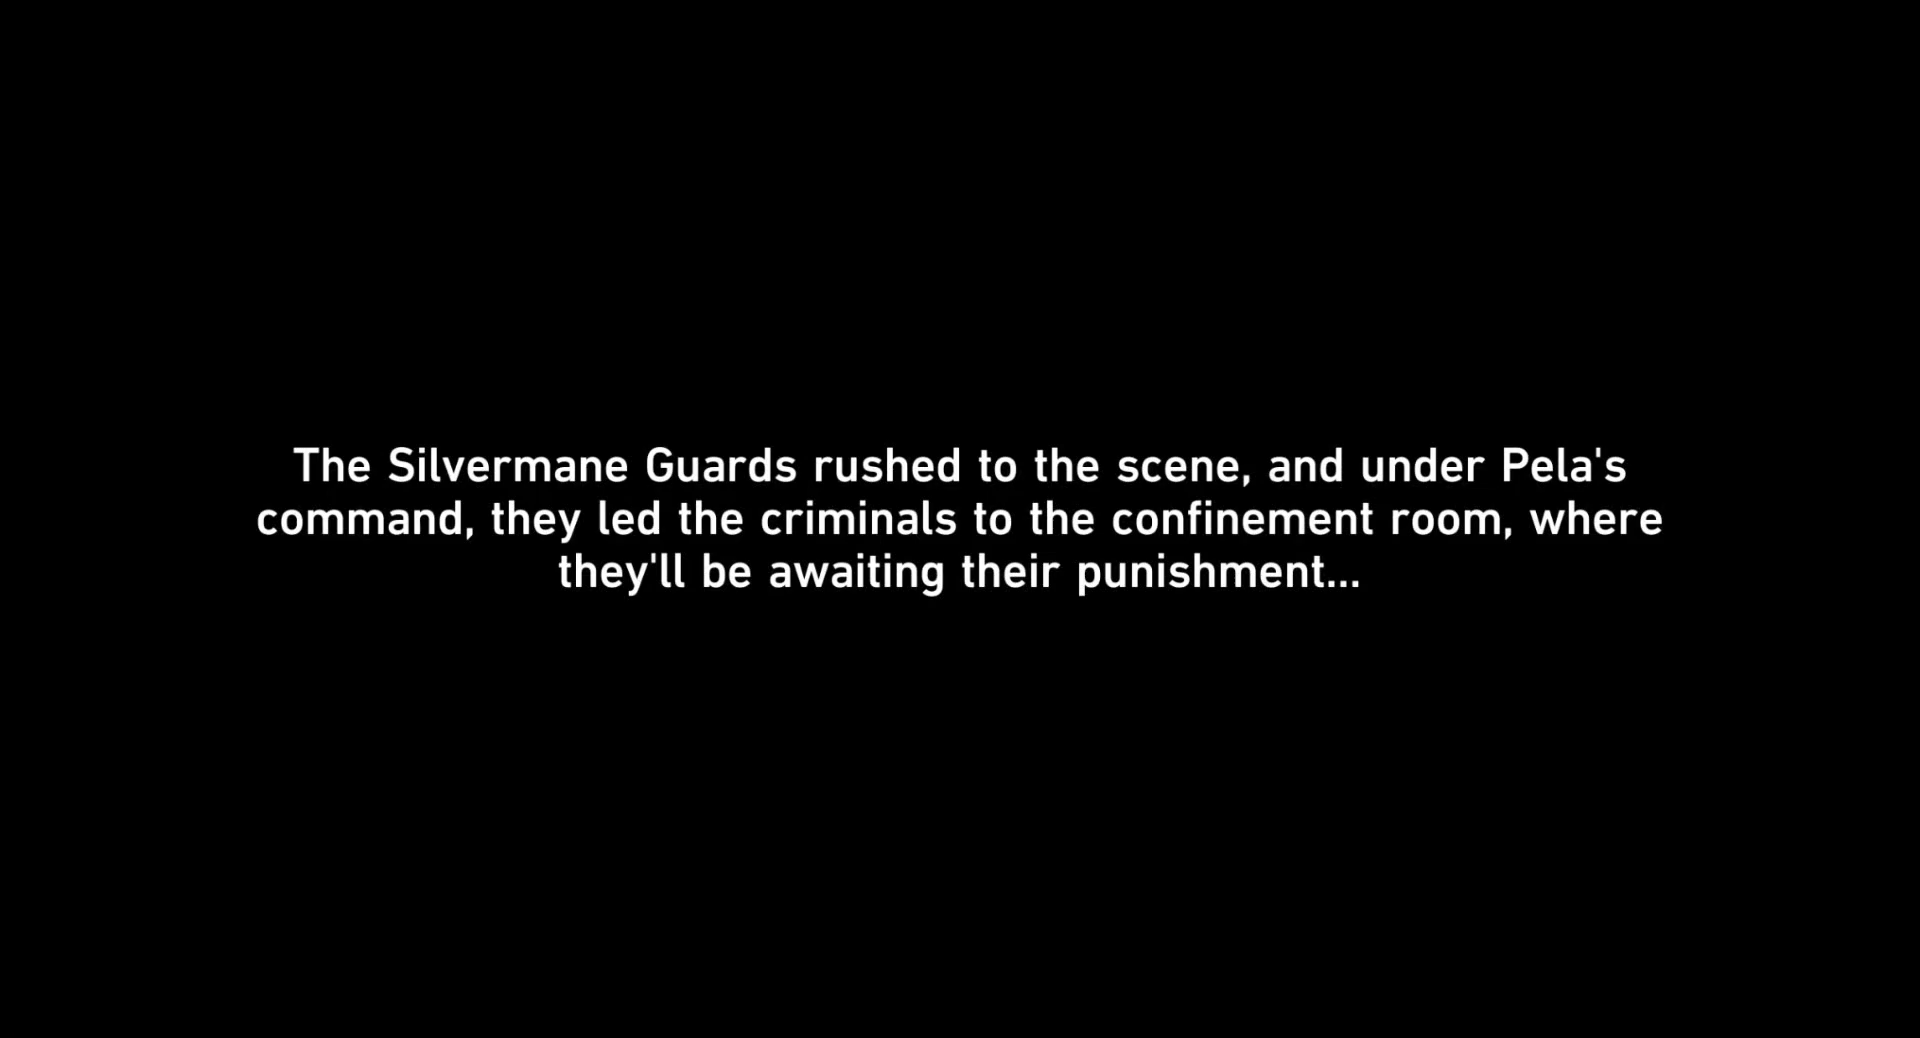 The Silvermane Guards rushed to the scene, and under Pela's
command, they led the criminals to the confinement room, where
they'll be awaiting their punishment...